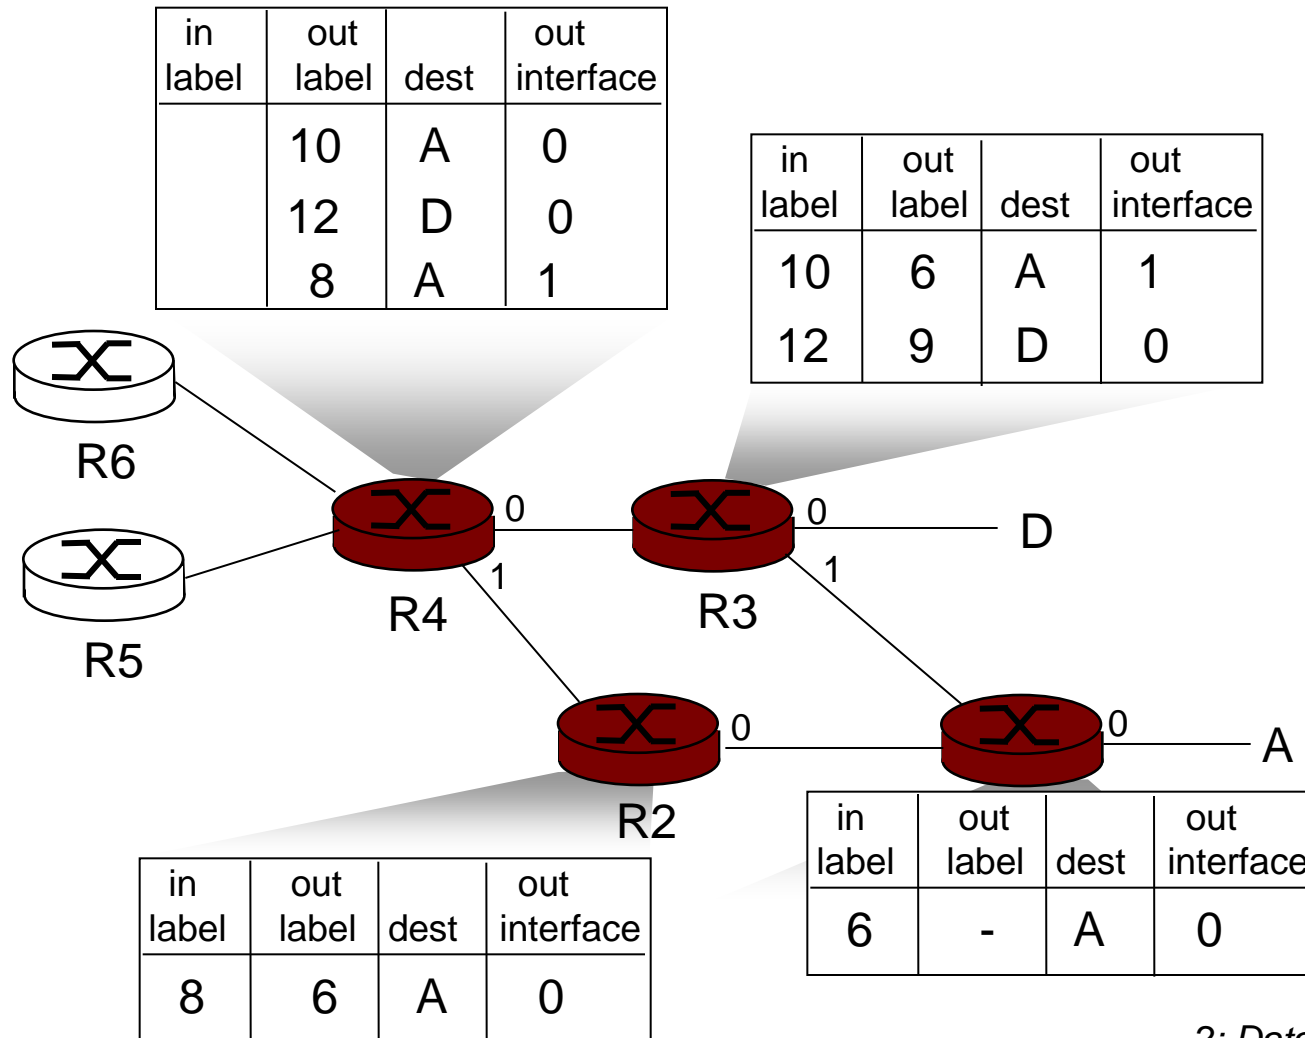 in out out
label label dest interface
10 A 0
12 D 0
8 A 1
in out out
label label dest interface
10 6 A 1
12 9 D 0
R6
R5
R4
0
1
R3
0
1
D
R2
0
0
A
in out out
label label dest interface
6 - A 0
in out out
label label dest interface
8 6 A 0